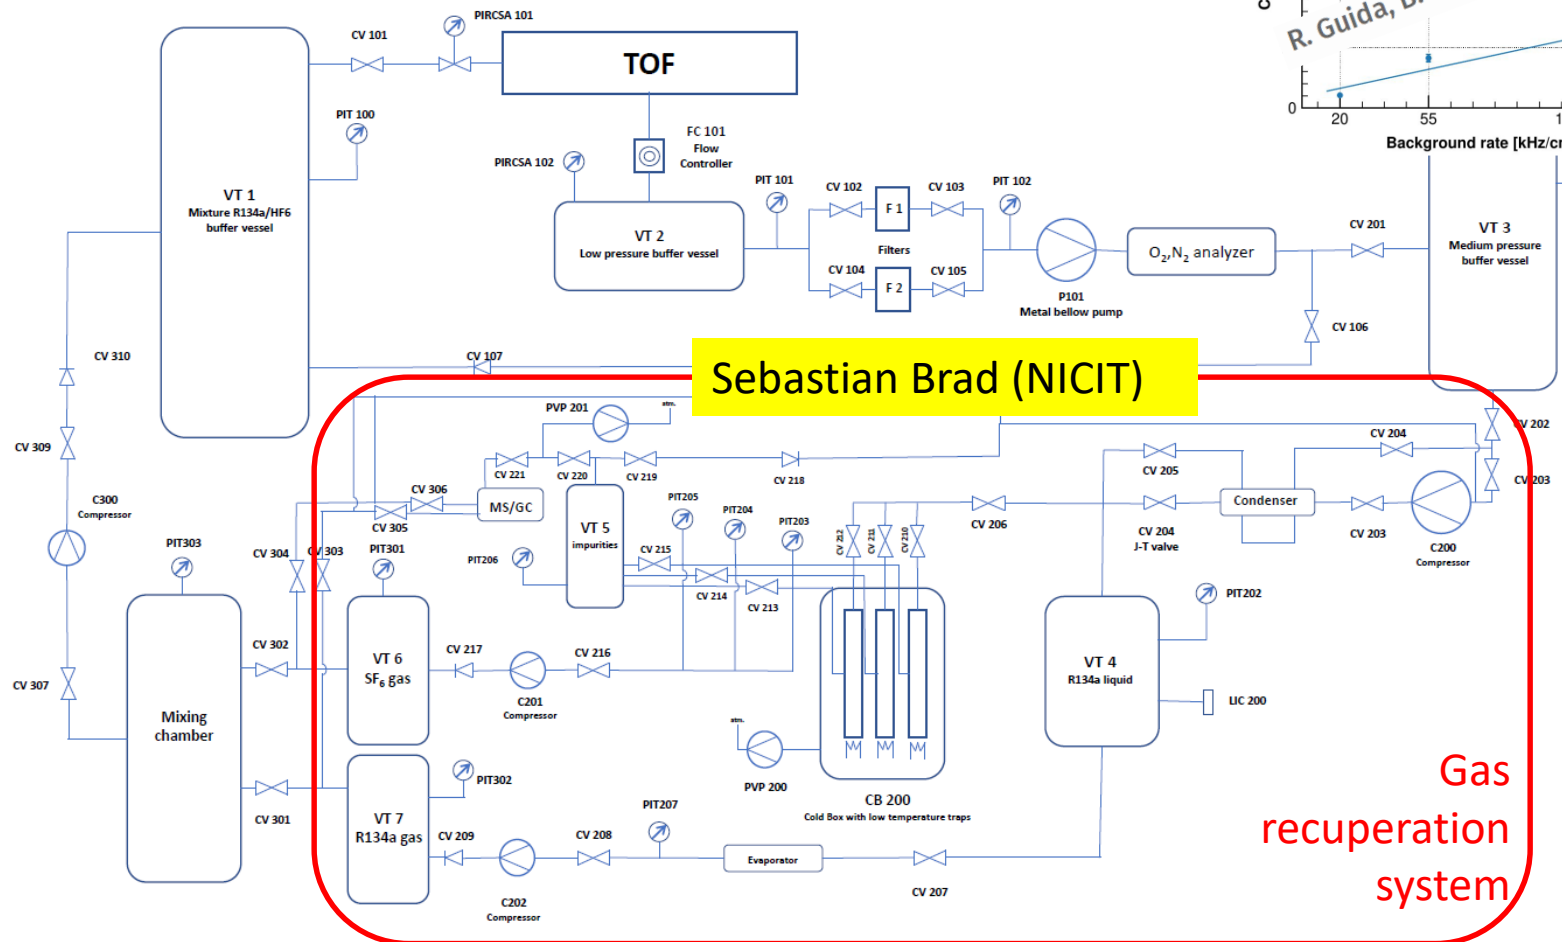 PIRCSA 101
CV 101
TOF
R. Guida, B.
0
20
55
1
Background rate [kHz/cm
PIT 100
FC 101
Flow
Controller
PIRCSA 102
PIT 101
CV 102
CV 103
PIT 102
F 1
VT 1
Mixture R134a/HF6
buffer vessel
VT 2
Low pressure buffer vessel
Filters
CV 104
CV 105
F 2
O₂,N₂ analyzer
CV 201
VT 3
Medium pressure
buffer vessel
P101
Metal bellow pump
CV 106
CV 310
CV 107
Sebastian Brad (NICIT)
PVP 201
atm.
CV 202
CV 204
CV 309
CV 221
CV 220
CV 219
CV 218
CV 205
CV 203
CV 306
MS/GC
PIT205
PIT204
PIT203
CV 206
Condenser
C300
Compressor
CV 305
VT 5
impurities
CV 212
CV 211
CV 210
CV 204
J-T valve
CV 203
C200
Compressor
PIT303
CV 304
CV 303
PIT301
PIT206
CV 215
CV 214
CV 213
PIT202
CV 302
VT 6
SF₆ gas
CV 217
CV 216
VT 4
R134a liquid
CV 307
C201
Compressor
LIC 200
Mixing
chamber
atm.
PVP 200
PIT302
CB 200
Cold Box with low temperature traps
CV 301
VT 7
R134a gas
CV 209
CV 208
PIT207
Evaporator
CV 207
C202
Compressor
Gas
recuperation
system